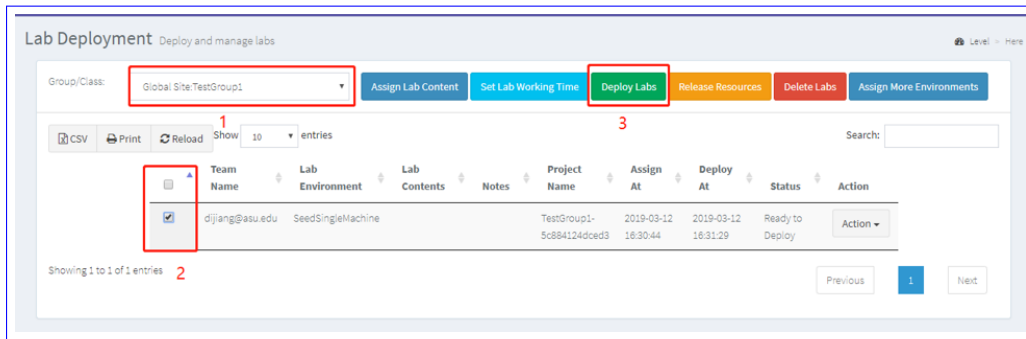 Lab Deployment Deploy and manage labs
Level > Here
Group/Class: Global Site:TestGroup1 Assign Lab Content Set Lab Working Time Deploy Labs Release Resources Delete Labs Assign More Environments
1 3
CSV Print Reload Show 10 entries Search:
Team Name Lab Environment Lab Contents Notes Project Name Assign At Deploy At Status Action
dijiang@asu.edu SeedSingleMachine TestGroup1-5c884124dced3 2019-03-12 16:30:44 2019-03-12 16:31:29 Ready to Deploy Action
Showing 1 to 1 of 1 entries 2
Previous 1 Next